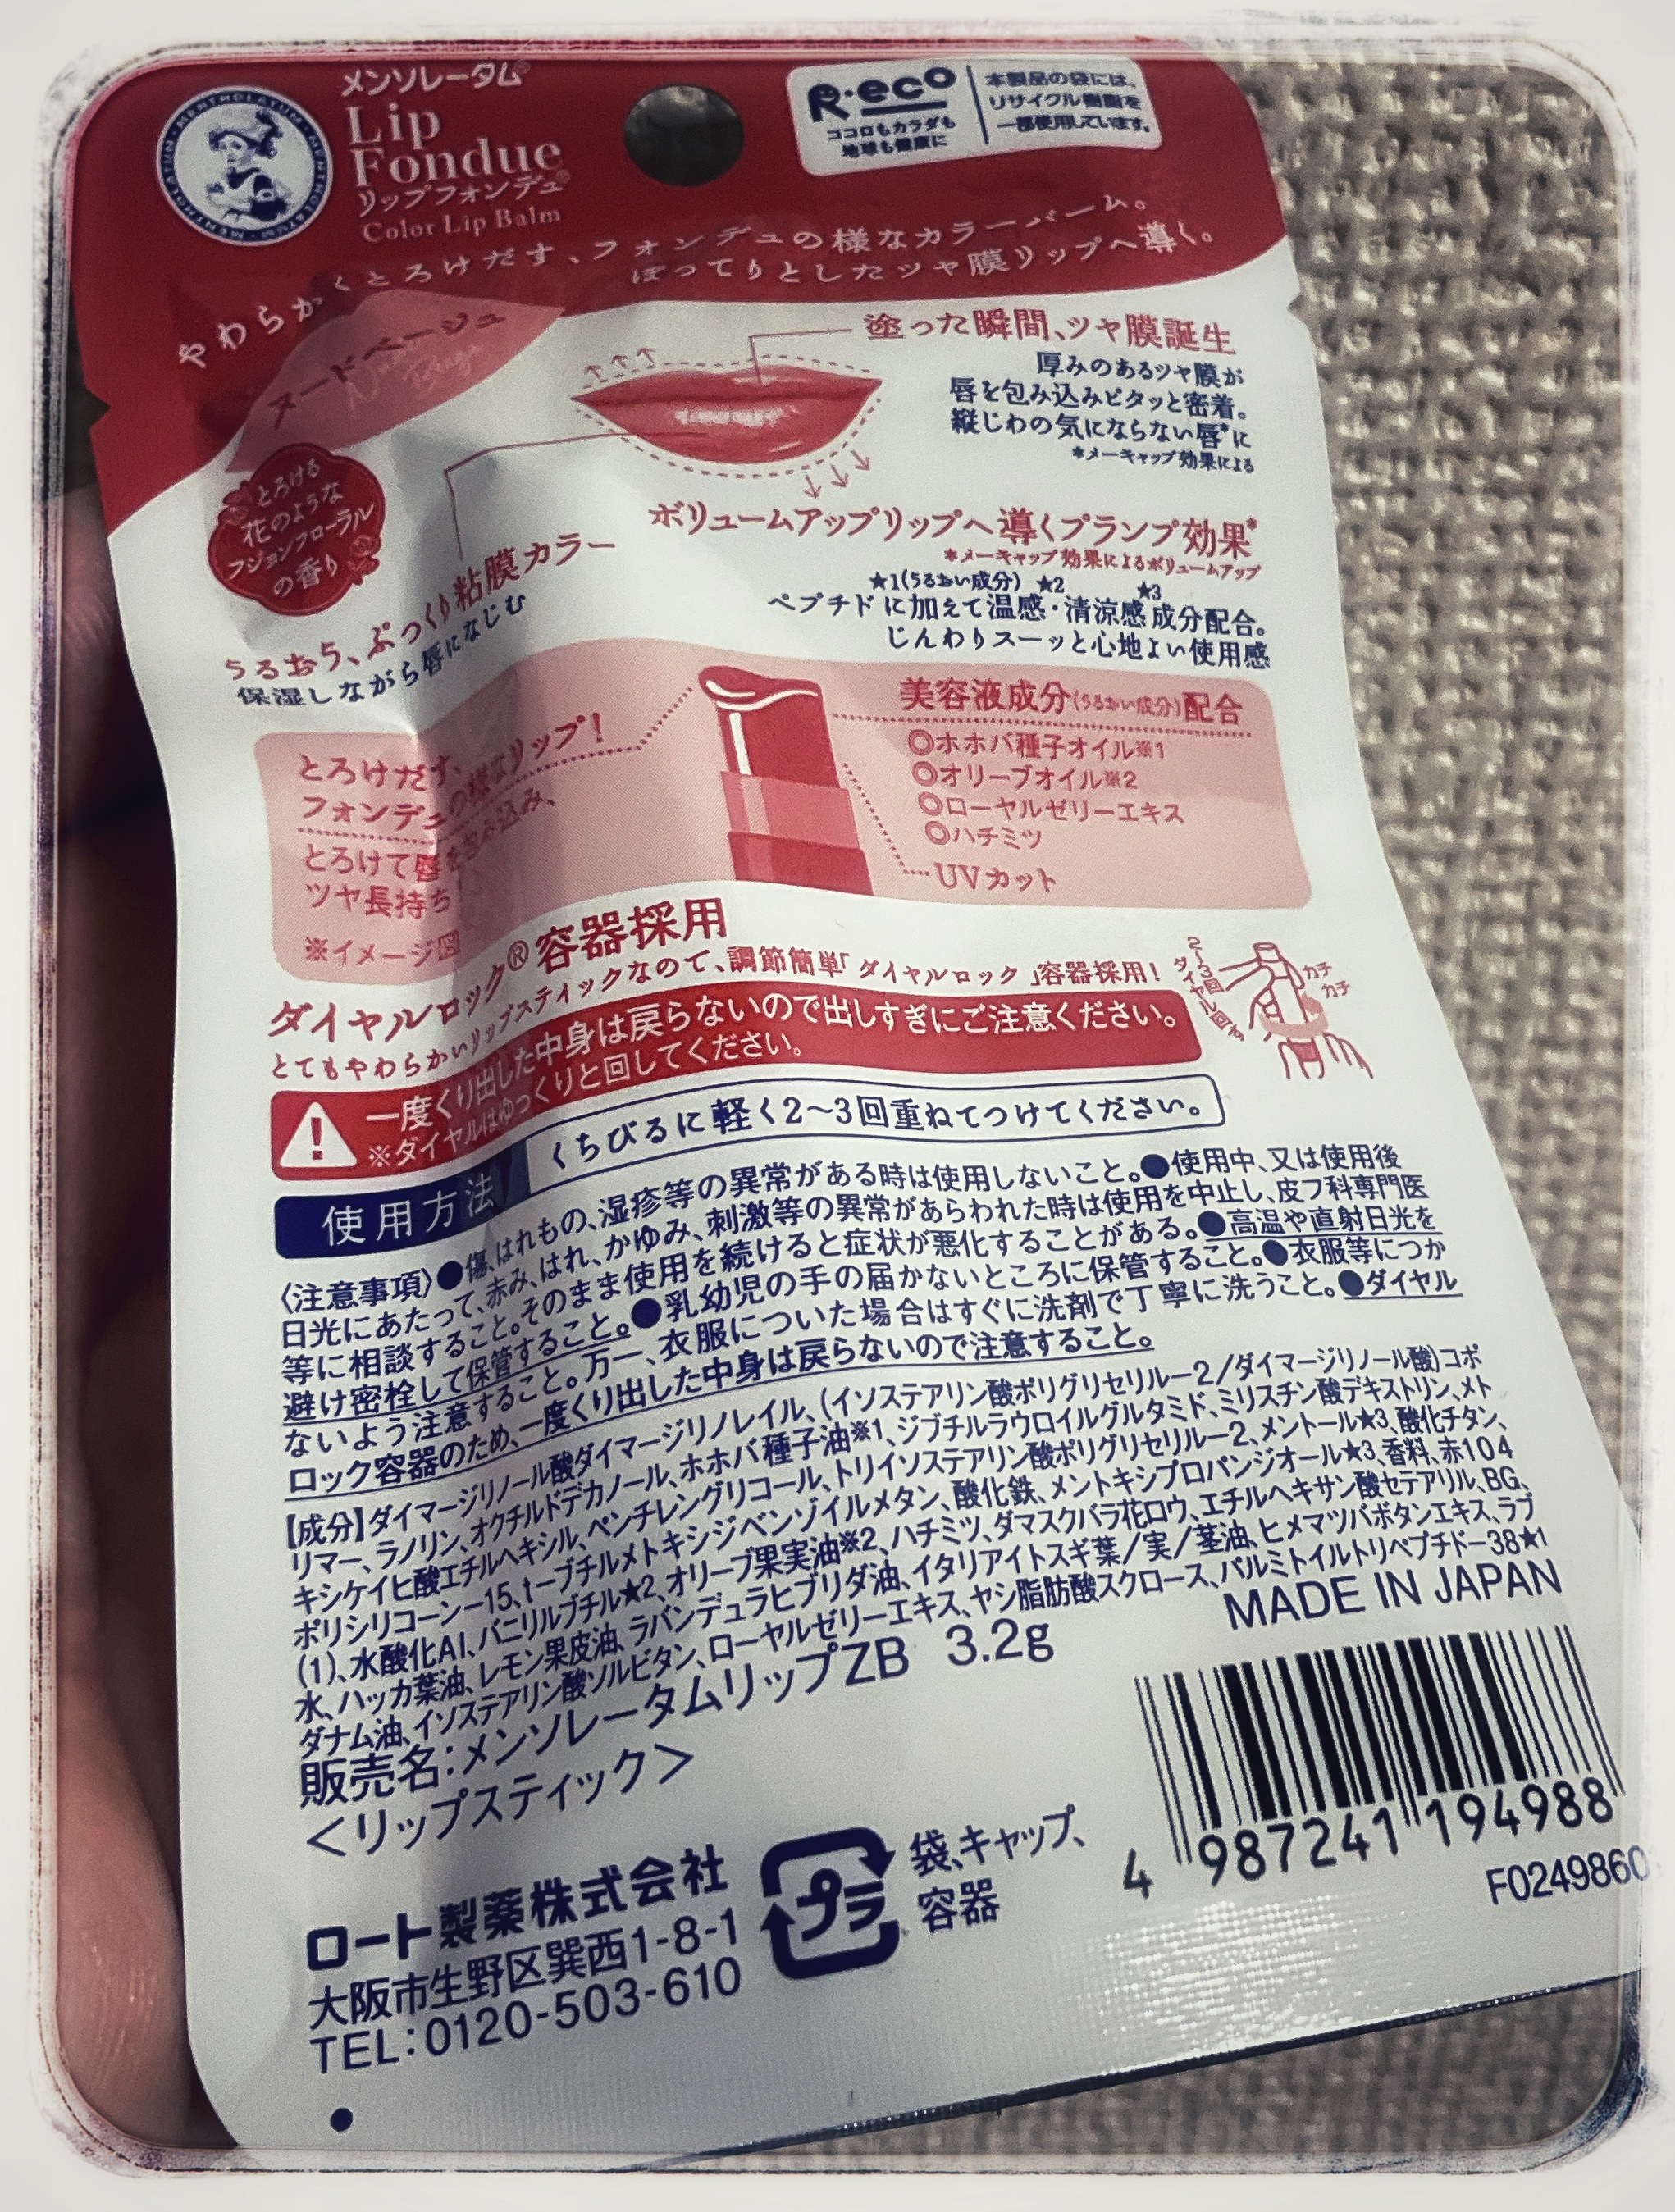 メンソレータム®
Lip
Fondue
リップフォンデュ®
Color Lip Balm
MENTHOLATUM · MENTHOLATUM · MENTHOLATUM
R·eco
ココロもカラダも
地球も健康に
本製品の袋には、
リサイクル樹脂を
一部使用しています。
やわらかくとろけだす、フォンデュの様なカラーバーム。
ぽってりとしたツヤ膜リップへ導く。
ヌードベージュ
とろける
花のような
フュージョンフローラル
の香り
塗った瞬間、ツヤ膜誕生
厚みのあるツヤ膜が
唇を包み込みピタッと密着。
縦じわの気にならない唇*に
*メーキャップ効果による
ボリュームアップリップへ導くプランプ効果*
*メーキャップ効果によるボリュームアップ
★1(うるおい成分) ★2 ★3
ペプチドに加えて温感・清涼感成分配合。
じんわりスーッと心地よい使用感
うるおう、ぷっくり粘膜カラー
保湿しながら唇になじむ
とろけだす、
フォンデュの様なリップ!
とろけて唇を包み込み、
ツヤ長持ち
※イメージ図
美容液成分(うるおい成分)配合
◎ホホバ種子オイル※1
◎オリーブオイル※2
◎ローヤルゼリーエキス
◎ハチミツ
UVカット
ダイヤルロック®容器採用
とてもやわらかいリップスティックなので、調節簡単「ダイヤルロック」容器採用!
2〜3回
ダイヤル回す
カチ
カチ
一度くり出した中身は戻らないので出しすぎにご注意ください。
※ダイヤルはゆっくりと回してください。
使用方法 くちびるに軽く2〜3回重ねてつけてください。
〈注意事項〉●傷、はれもの、湿疹等の異常がある時は使用しないこと。●使用中、又は使用後
日光にあたって、赤み、はれ、かゆみ、刺激等の異常があらわれた時は使用を中止し、皮フ科専門医
等に相談すること。そのまま使用を続けると症状が悪化することがある。●高温や直射日光を
避け密栓して保管すること。●乳幼児の手の届かないところに保管すること。●衣服等につか
ないよう注意すること。万一、衣服についた場合はすぐに洗剤で丁寧に洗うこと。●ダイヤル
ロック容器のため、一度くり出した中身は戻らないので注意すること。
【成分】ダイマージリノール酸ダイマージリノレイル、(イソステアリン酸ポリグリセリル-2/ダイマージリノール酸)コポ
リマー、ラノリン、オクチルドデカノール、ホホバ種子油※1、ジブチルラウロイルグルタミド、ミリスチン酸デキストリン、メト
キシケイヒ酸エチルヘキシル、ペンチレングリコール、トリイソステアリン酸ポリグリセリル-2、メントール★3、酸化チタン、
ポリシリコーン-15、t-ブチルメトキシジベンゾイルメタン、酸化鉄、メントキシプロパンジオール★3、香料、赤104
(1)、水酸化Al、バニリルブチル★2、オリーブ果実油※2、ハチミツ、ダマスクバラ花ロウ、エチルヘキサン酸セテアリル、BG、
水、ハッカ葉油、レモン果皮油、ラバンデュラヒブリダ油、イタリアイトスギ葉/実/茎油、ヒメマツバボタンエキス、ラブ
ダナム油、イソステアリン酸ソルビタン、ローヤルゼリーエキス、ヤシ脂肪酸スクロース、パルミトイルトリペプチド-38★1
販売名:メンソレータムリップZB 3.2g
<リップスティック>
MADE IN JAPAN
ロート製薬株式会社
大阪市生野区巽西1-8-1
TEL:0120-503-610
プラ
袋、キャップ、
容器
4 987241 194988
F0249860